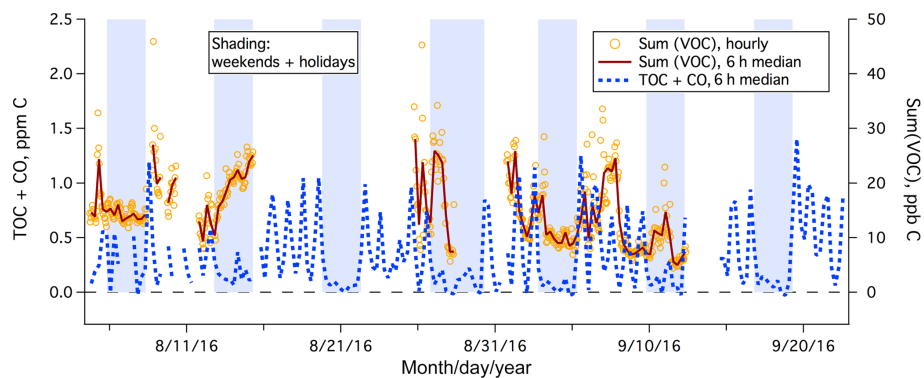 2.5
2.0
1.5
1.0
0.5
0.0
TOC + CO, ppm C
Shading:
weekends + holidays
Sum (VOC), hourly
Sum (VOC), 6 h median
TOC + CO, 6 h median
50
40
30
20
10
0
Sum(VOC), ppb C
8/11/16
8/21/16
8/31/16
9/10/16
9/20/16
Month/day/year